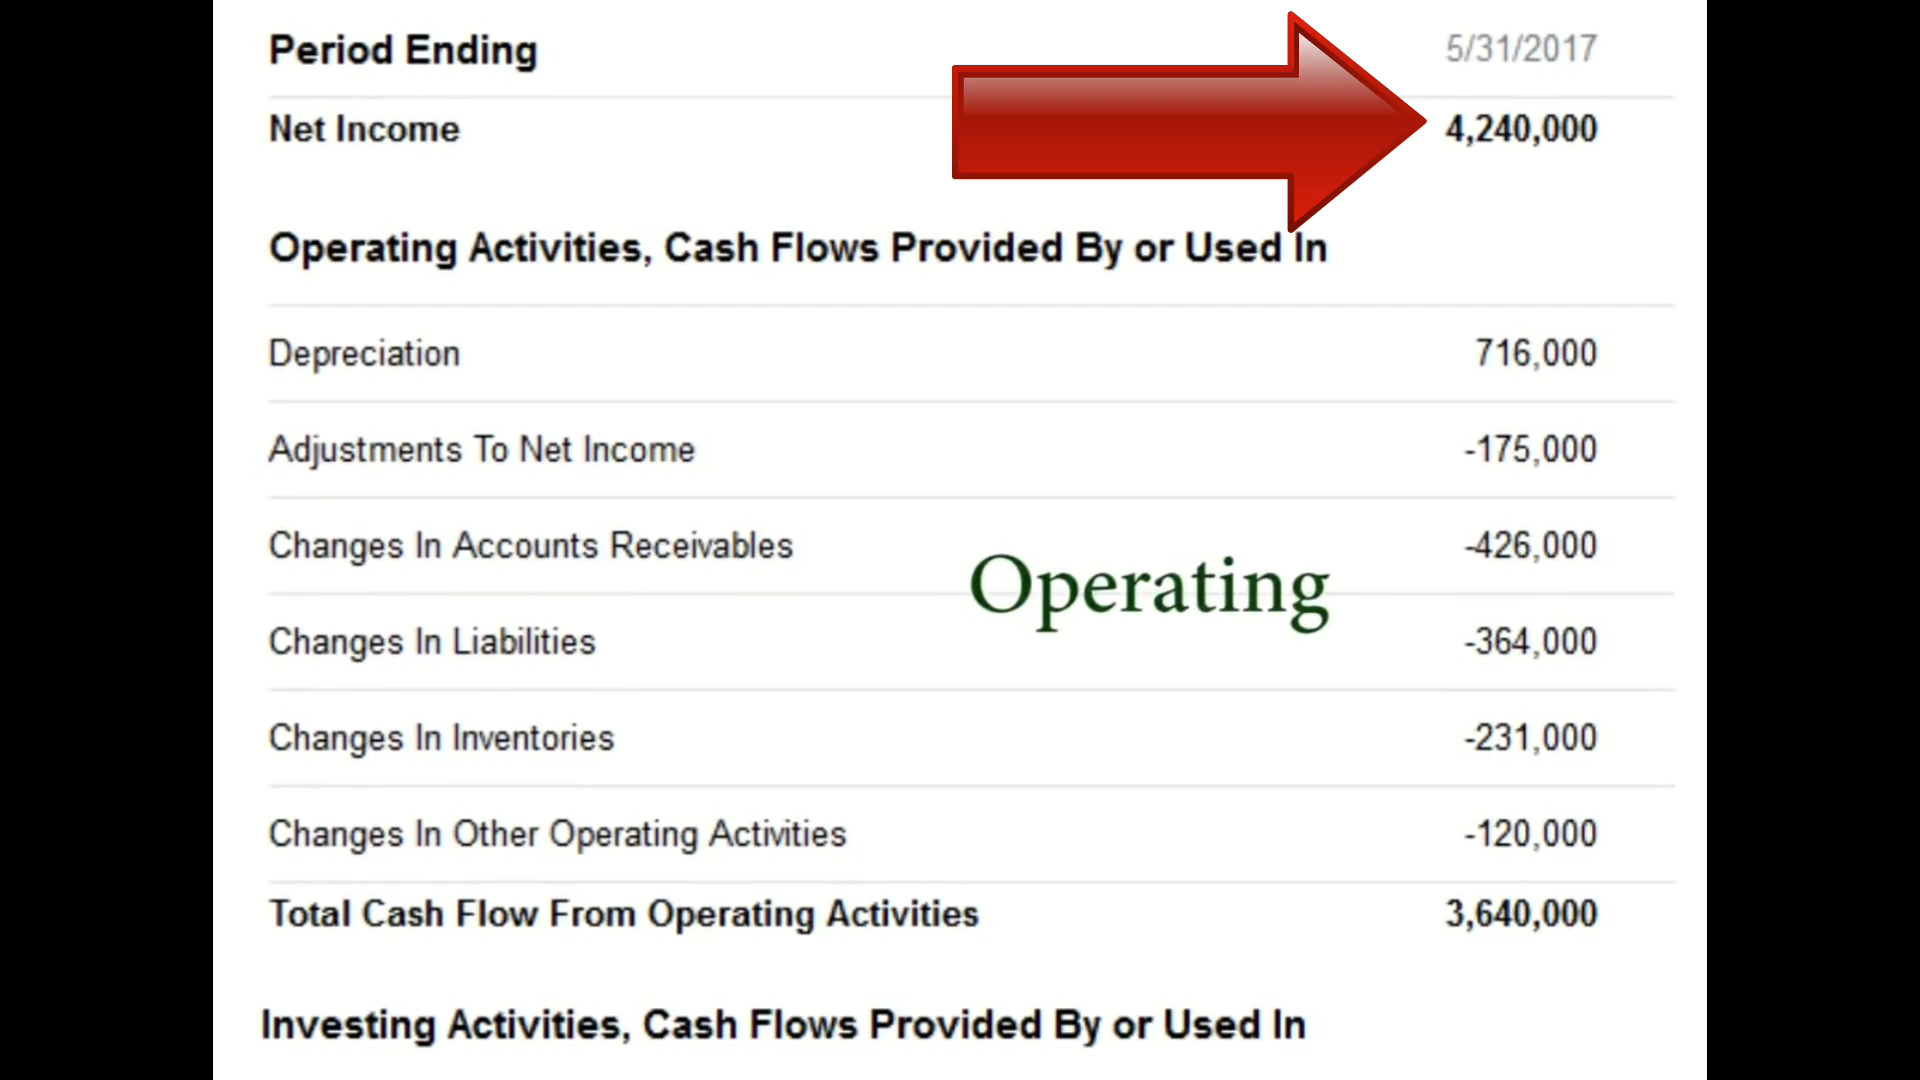 Period Ending 5/31/2017
Net Income 4,240,000
Operating Activities, Cash Flows Provided By or Used In
Depreciation 716,000
Adjustments To Net Income -175,000
Changes In Accounts Receivables -426,000
Operating
Changes In Liabilities -364,000
Changes In Inventories -231,000
Changes In Other Operating Activities -120,000
Total Cash Flow From Operating Activities 3,640,000
Investing Activities, Cash Flows Provided By or Used In